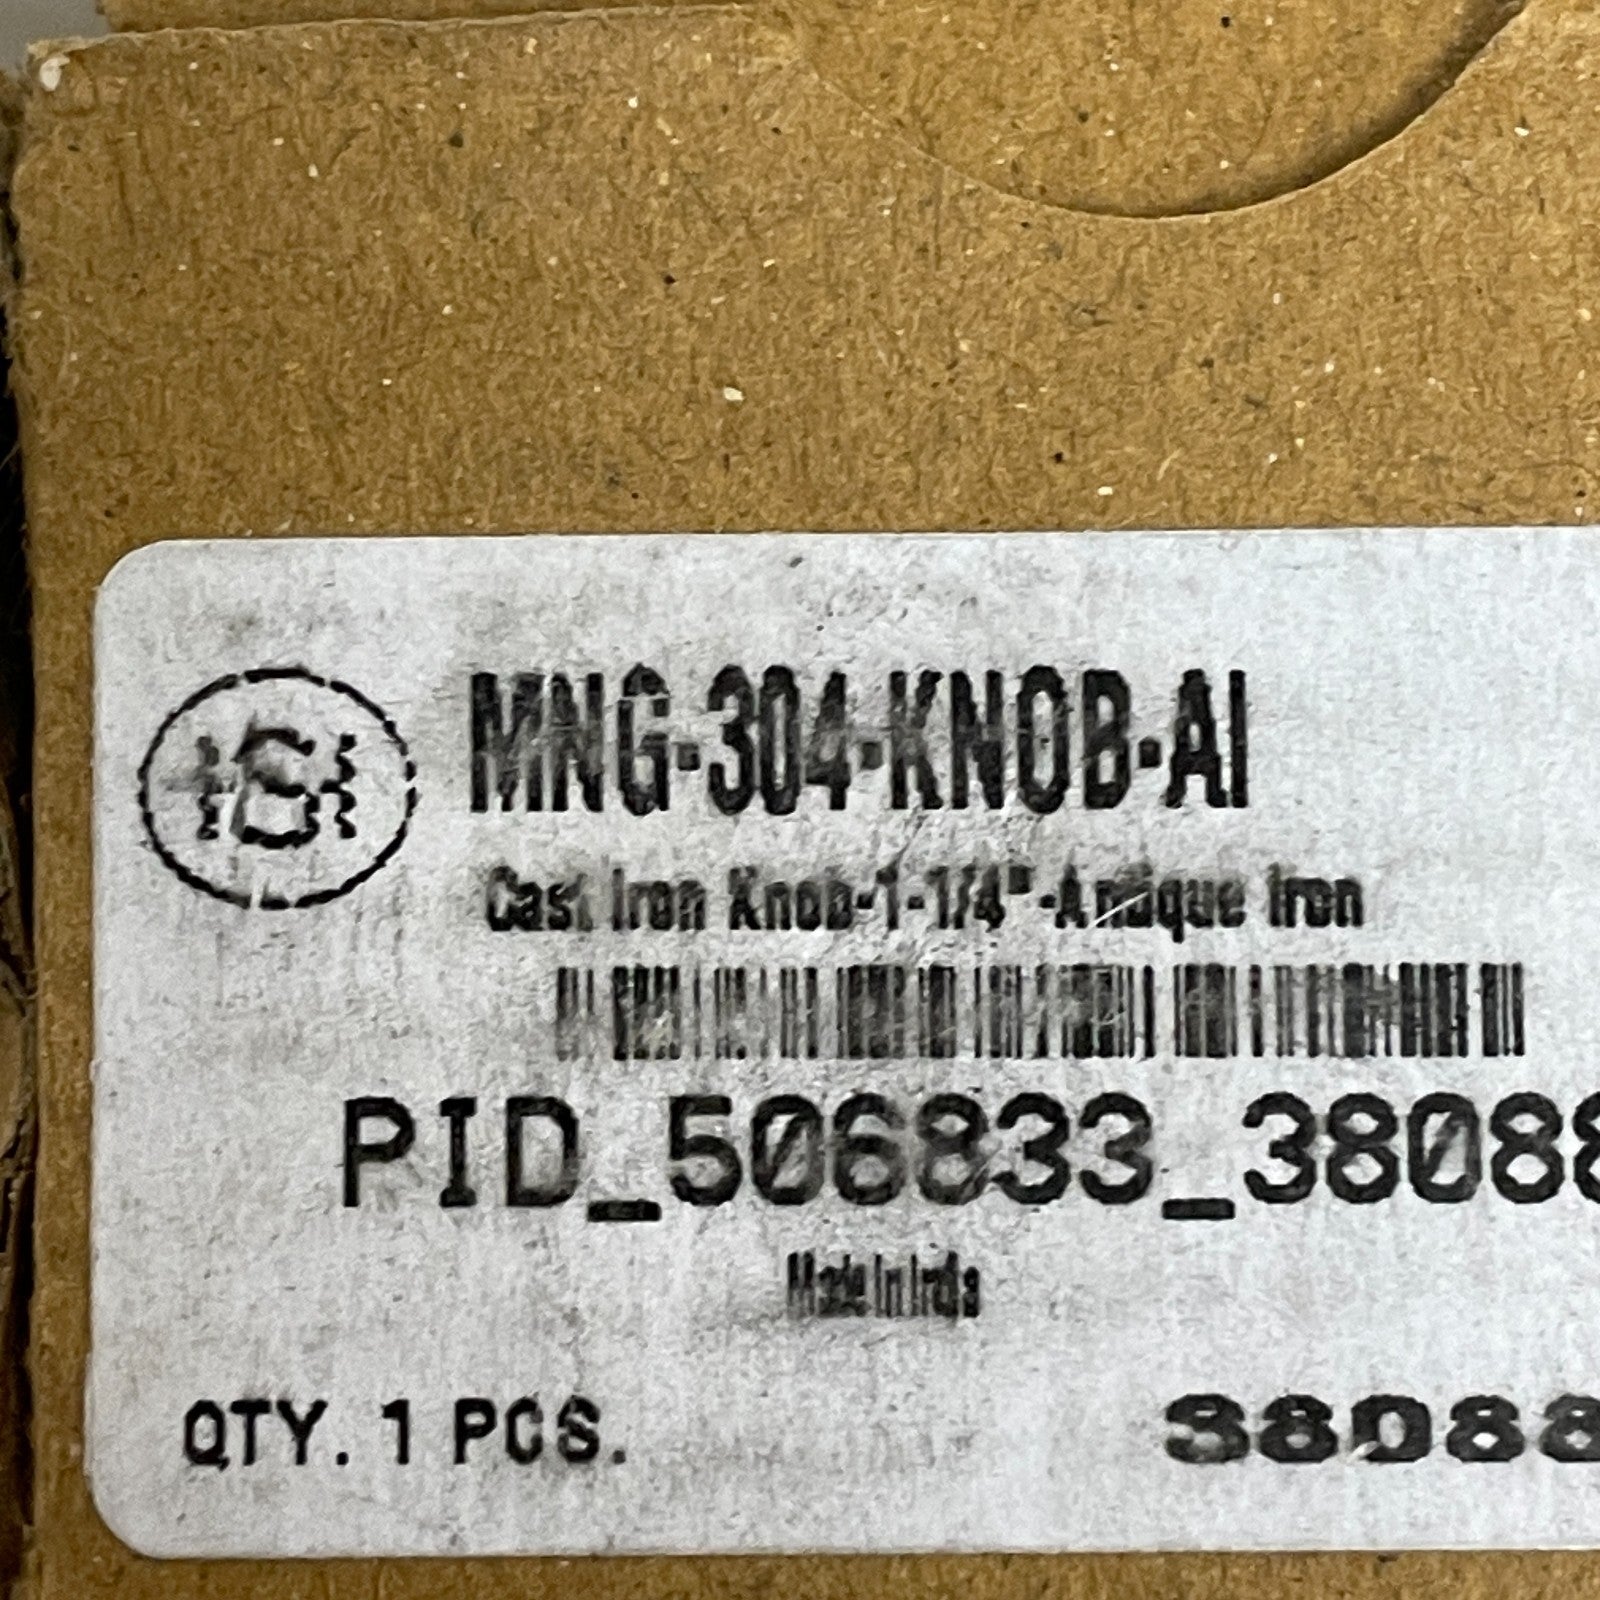 MNG-304-KNOB-AI
Cast Iron Knob-1-1/4"-Antique Iron
PID_506833_38088
Made In India
QTY. 1 PCS.
38088